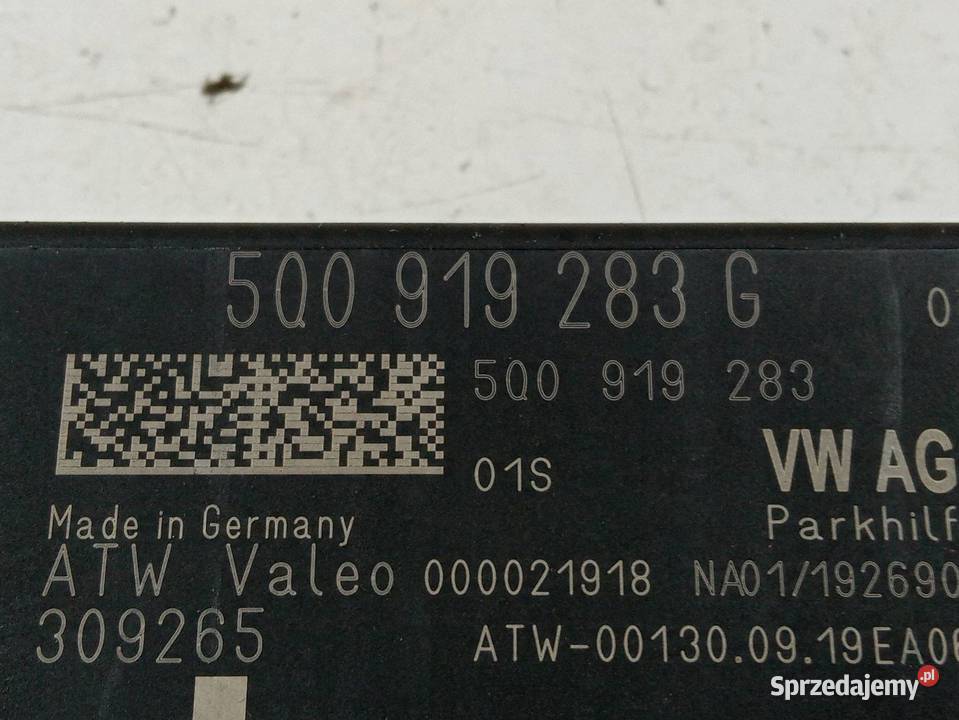 5Q0 919 283 G
5Q0 919 283
01S
VW AG
Made in Germany
Parkhilf
ATW Valeo 000021918 NA01/192690
309265
ATW-00130.09.19EA06
Sprzedajemy.pl